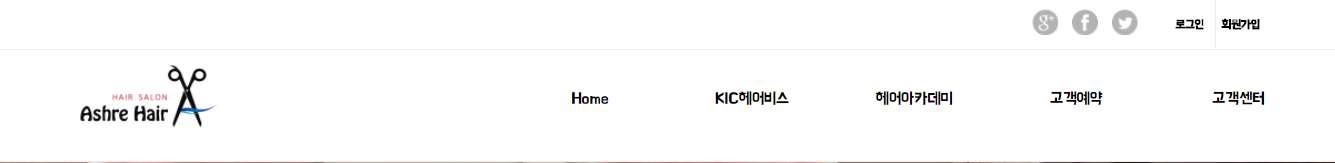 g+ f
로그인 회원가입
HAIR SALON
Ashre Hair
Home KIC헤어비스 헤어아카데미 고객예약 고객센터